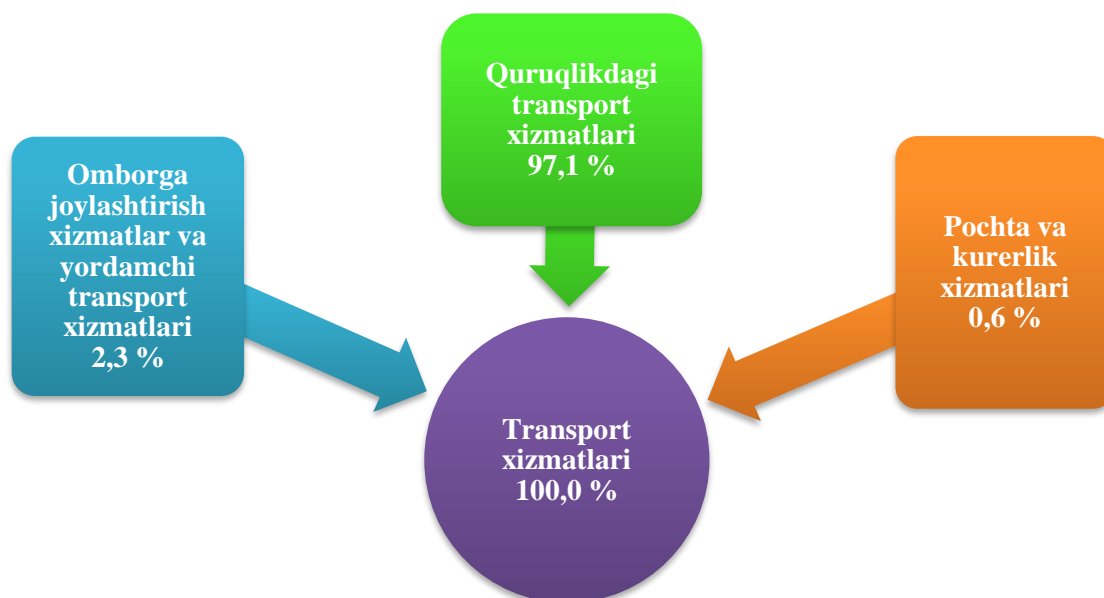 Omborga
joylashtirish
xizmatlar va
yordamchi
transport
xizmatlari
2,3 %
Quruqlikdagi
transport
xizmatlari
97,1 %
Pochta va
kurerlik
xizmatlari
0,6 %
Transport
xizmatlari
100,0 %